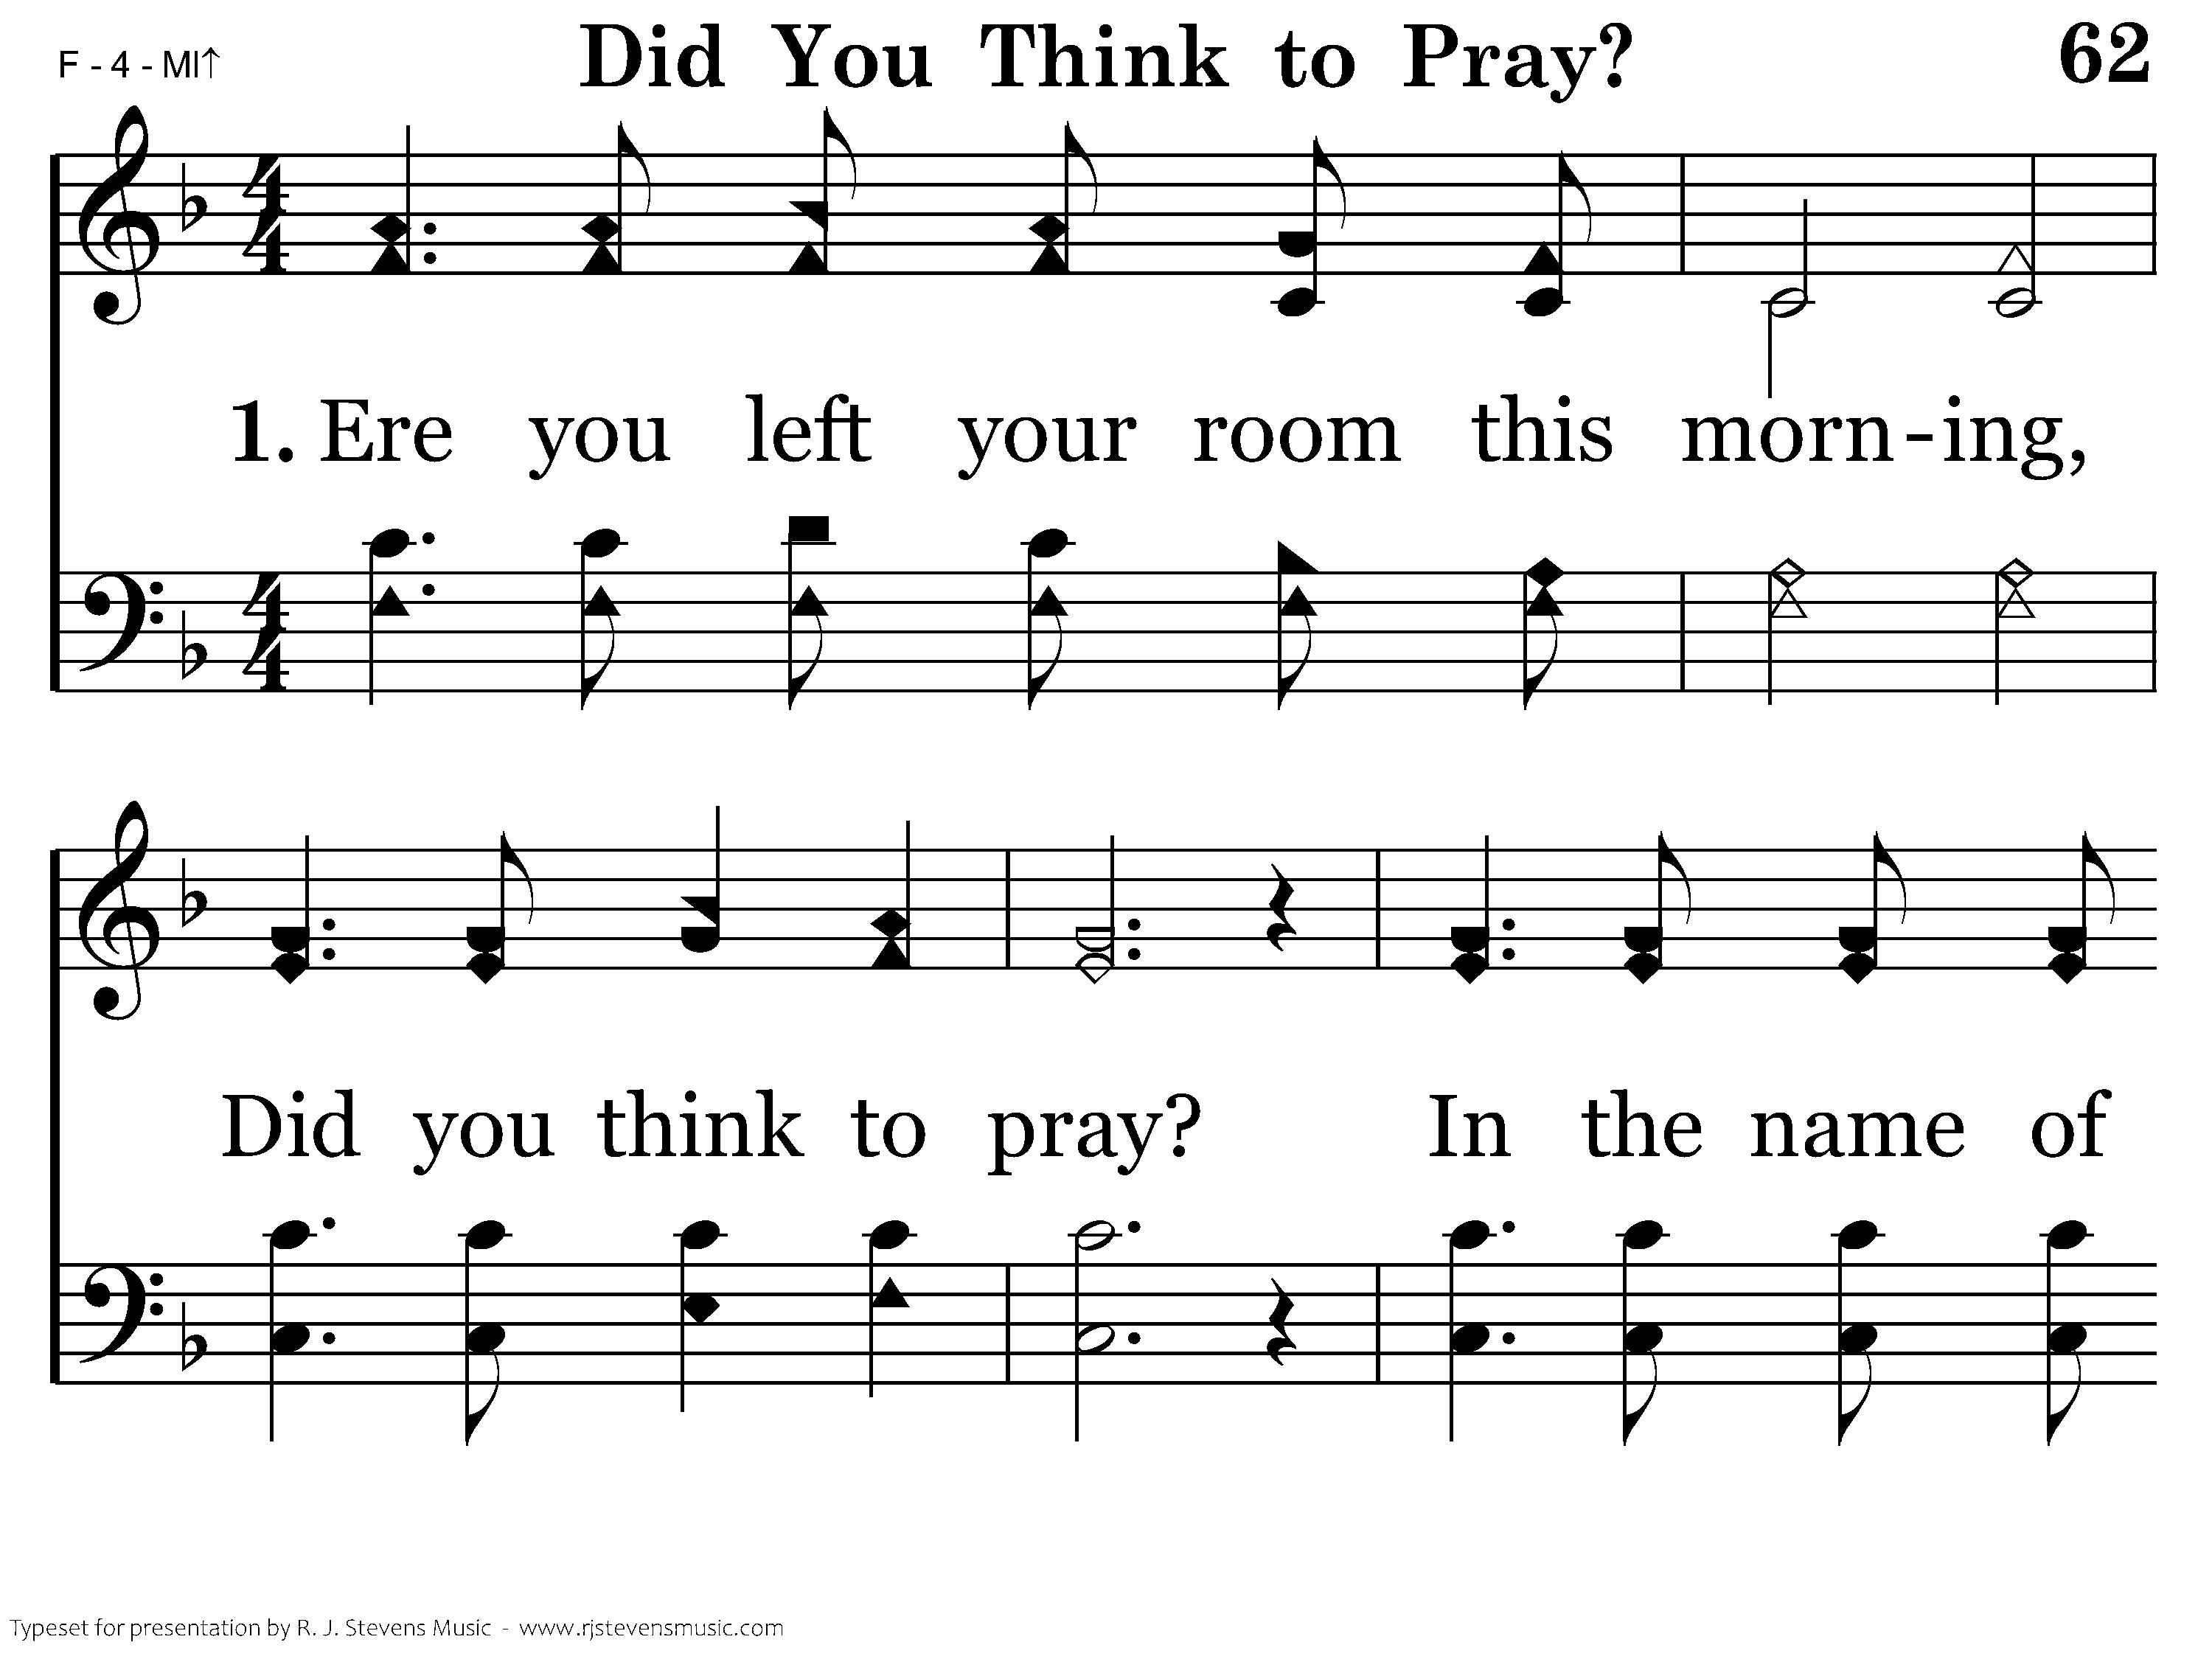 F - 4 - MI↑ Did You Think to Pray? 62
1. Ere you left your room this morn-ing,
Did you think to pray? In the name of
Typeset for presentation by R. J. Stevens Music - www.rjstevensmusic.com